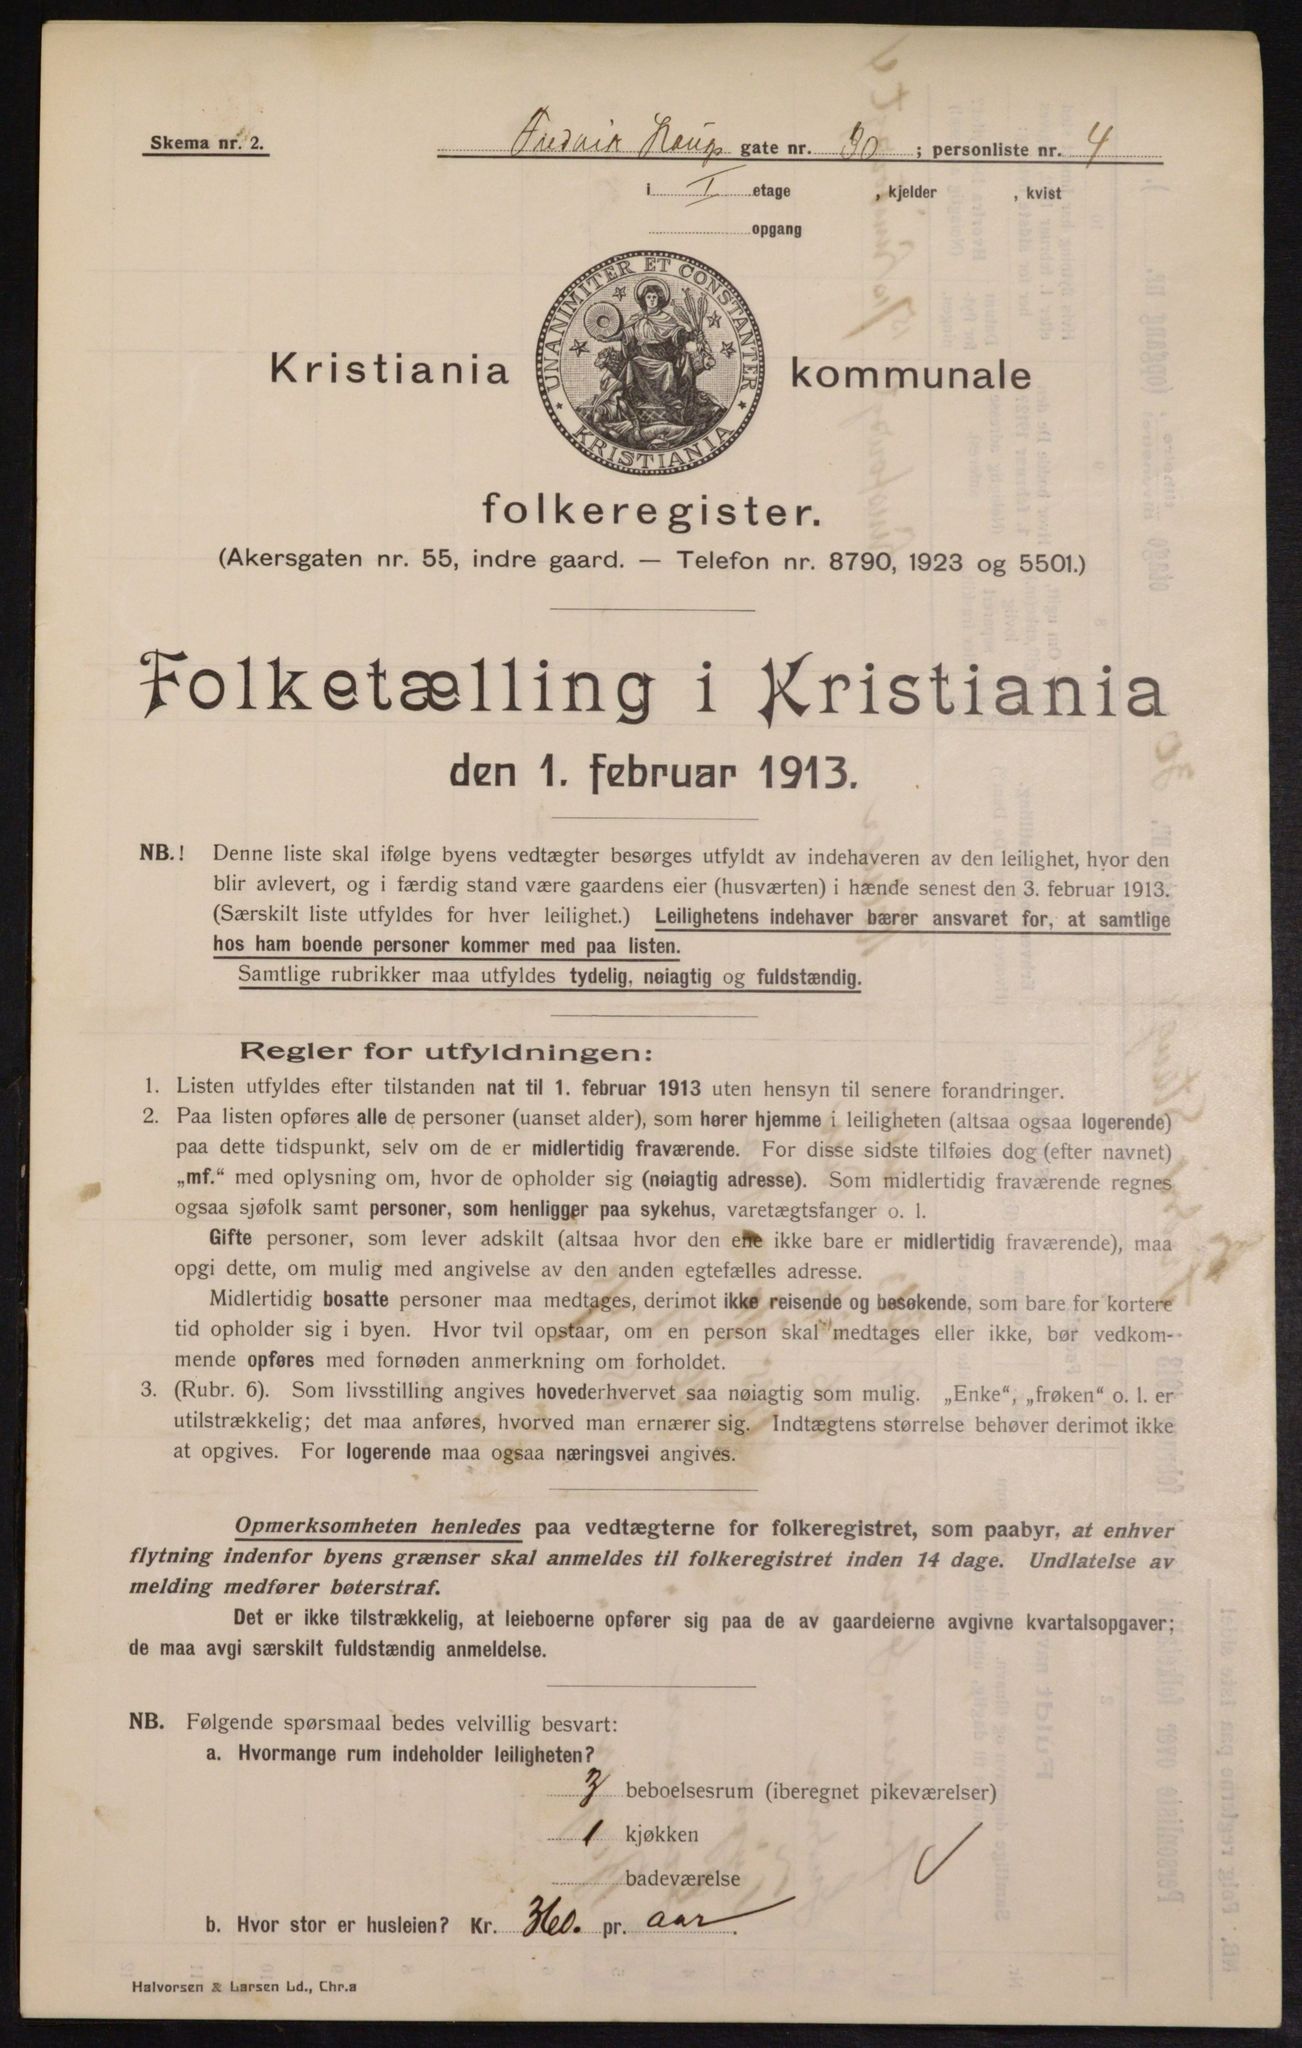 Skema nr. 2.
Fredrik Haugs gate nr. 30 ; personliste nr. 4
i I etage , kjelder , kvist
opgang
UNANIMITER ET CONSTANTER
KRISTIANIA
Kristiania kommunale
folkeregister.
(Akersgaten nr. 55, indre gaard. — Telefon nr. 8790, 1923 og 5501.)
Folketælling i Kristiania
den 1. februar 1913.
NB.! Denne liste skal ifølge byens vedtægter besørges utfyldt av indehaveren av den leilighet, hvor den
blir avlevert, og i færdig stand være gaardens eier (husværten) i hænde senest den 3. februar 1913.
(Særskilt liste utfyldes for hver leilighet.) Leilighetens indehaver bærer ansvaret for, at samtlige
hos ham boende personer kommer med paa listen.
Samtlige rubrikker maa utfyldes tydelig, nøiagtig og fuldstændig.
Regler for utfyldningen:
1. Listen utfyldes efter tilstanden nat til 1. februar 1913 uten hensyn til senere forandringer.
2. Paa listen opføres alle de personer (uanset alder), som hører hjemme i leiligheten (altsaa ogsaa logerende)
paa dette tidspunkt, selv om de er midlertidig fraværende. For disse sidste tilføies dog (efter navnet)
„mf.“ med oplysning om, hvor de opholder sig (nøiagtig adresse). Som midlertidig fraværende regnes
ogsaa sjøfolk samt personer, som henligger paa sykehus, varetægtsfanger o. l.
Gifte personer, som lever adskilt (altsaa hvor den ene ikke bare er midlertidig fraværende), maa
opgi dette, om mulig med angivelse av den anden egtefælles adresse.
Midlertidig bosatte personer maa medtages, derimot ikke reisende og besøkende, som bare for kortere
tid opholder sig i byen. Hvor tvil opstaar, om en person skal medtages eller ikke, bør vedkom-
mende opføres med fornøden anmerkning om forholdet.
3. (Rubr. 6). Som livsstilling angives hovederhvervet saa nøiagtig som mulig. „Enke“, „frøken“ o. l. er
utilstrækkelig; det maa anføres, hvorved man ernærer sig. Indtægtens størrelse behøver derimot ikke
at opgives. For logerende maa ogsaa næringsvei angives.
Opmerksomheten henledes paa vedtægterne for folkeregistret, som paabyr, at enhver
flytning indenfor byens grænser skal anmeldes til folkeregistret inden 14 dage. Undlatelse av
melding medfører bøterstraf.
Det er ikke tilstrækkelig, at leieboerne opfører sig paa de av gaardeierne avgivne kvartalsopgaver;
de maa avgi særskilt fuldstændig anmeldelse.
NB. Følgende spørsmaal bedes velvillig besvart:
a. Hvormange rum indeholder leiligheten?
3 beboelsesrum (iberegnet pikeværelser)
1 kjøkken
badeværelse
b. Hvor stor er husleien? Kr. 360. pr. aar
Halvorsen & Larsen Ld., Chr.a